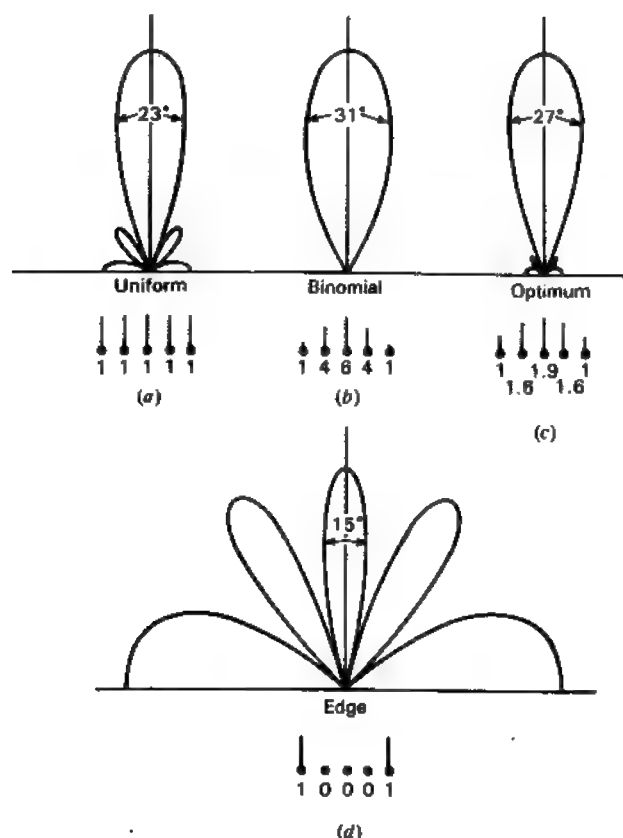 23° 31° 27°
Uniform Binomial Optimum
1 1 1 1 1 1 4 6 4 1 1 1.6 1.9 1.6 1
(a) (b) (c)
15°
Edge
1 0 0 0 1
(d)